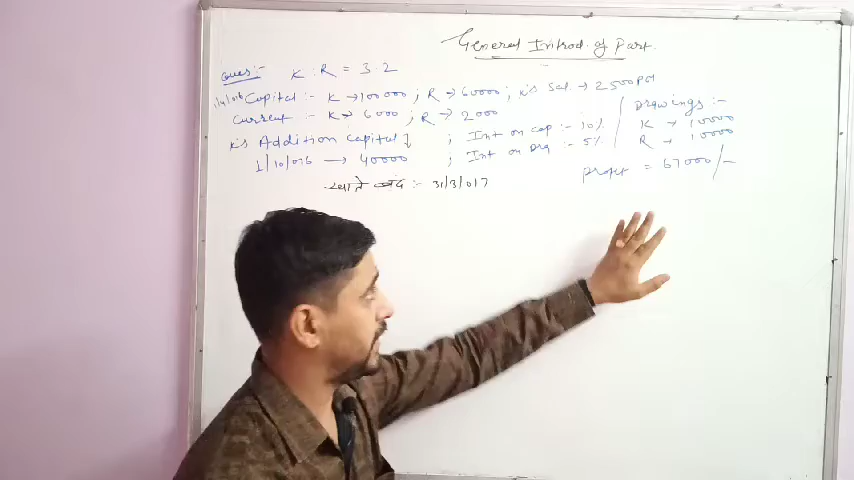 General Introd. of Part.
Ques:- K : R = 3:2
1/4/016 Capital :- K → 100000 ; R → 60000 ; K's Sal. → 2500 P.M
Current :- K → 6000 ; R → 2000
K's Addition Capital } ; Int on cap :- 10%
1/10/016 → 40000 ; Int on Drg :- 5%
Drawings :-
K → 10000
R → 10000
खाते बंद :- 31/3/017
Profit = 67000/-